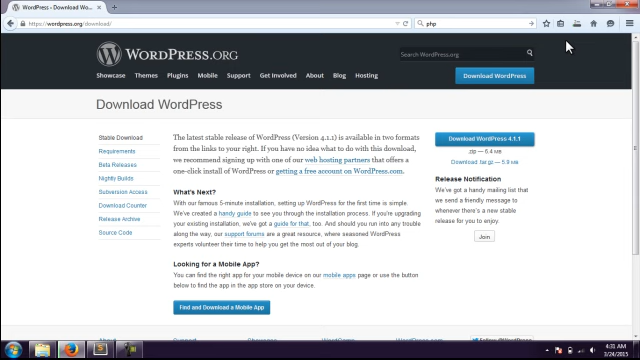 WordPress › Download Wo...
https://wordpress.org/download/
php
WORDPRESS.ORG
Search WordPress.org
Showcase Themes Plugins Mobile Support Get Involved About Blog Hosting
Download WordPress
Download WordPress
Stable Download
Requirements
Beta Releases
Nightly Builds
Subversion Access
Download Counter
Release Archive
Source Code
The latest stable release of WordPress (Version 4.1.1) is available in two formats
from the links to your right. If you have no idea what to do with this download,
we recommend signing up with one of our web hosting partners that offers a
one-click install of WordPress or getting a free account on WordPress.com.
What's Next?
With our famous 5-minute installation, setting up WordPress for the first time is simple.
We've created a handy guide to see you through the installation process. If you're upgrading
your existing installation, we've got a guide for that, too. And should you run into any trouble
along the way, our support forums are a great resource, where seasoned WordPress
experts volunteer their time to help you get the most out of your blog.
Looking for a Mobile App?
You can find the right app for your mobile device on our mobile apps page or use the button
below to find the app in the app store on your device.
Find and Download a Mobile App
Download WordPress 4.1.1
.zip — 6.4 MB
Download .tar.gz — 5.9 MB
Release Notification
We've got a handy mailing list that
we send a friendly message to
whenever there's a new stable
release for you to enjoy.
Join
4:31 AM
3/24/2015